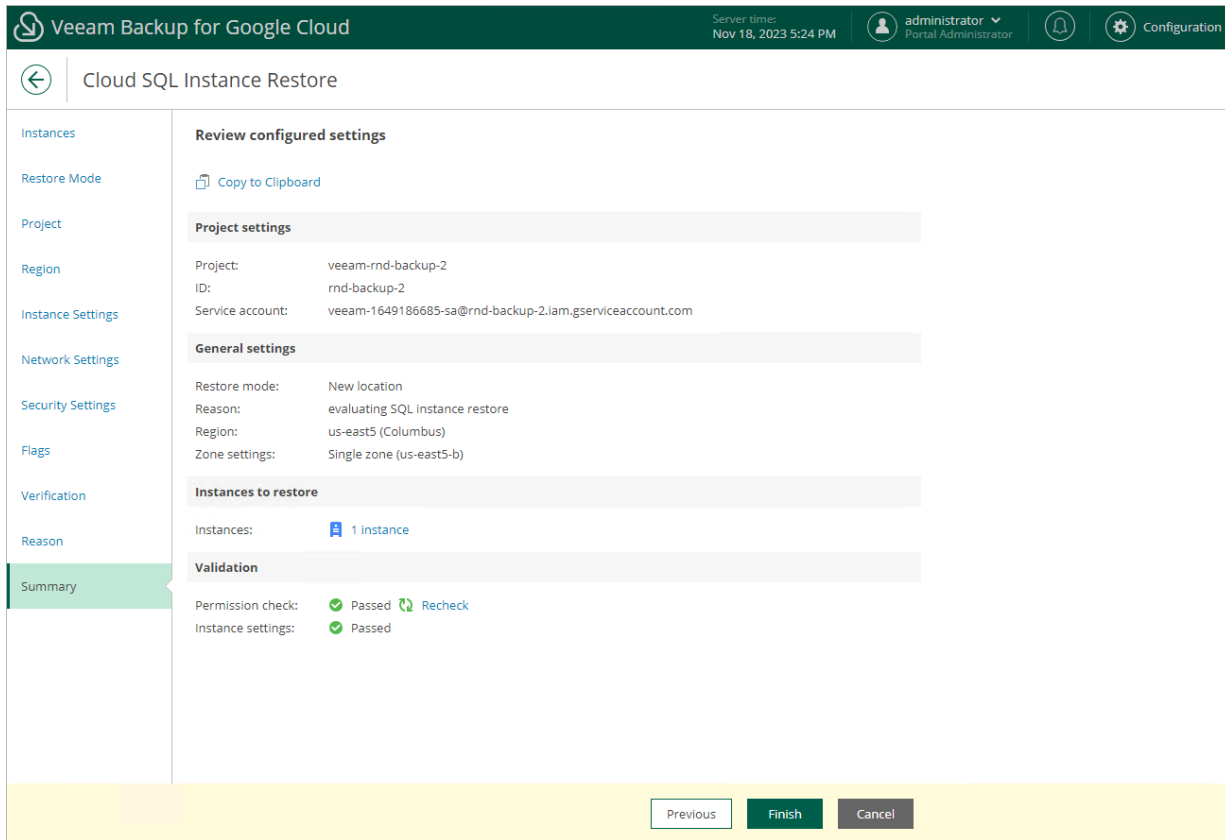 Veeam Backup for Google Cloud
Server time:
Nov 18, 2023 5:24 PM
administrator
Portal Administrator
Configuration
Cloud SQL Instance Restore
Instances
Restore Mode
Project
Region
Instance Settings
Network Settings
Security Settings
Flags
Verification
Reason
Summary
Review configured settings
Copy to Clipboard
Project settings
Project: veeam-rnd-backup-2
ID: rnd-backup-2
Service account: veeam-1649186685-sa@rnd-backup-2.iam.gserviceaccount.com
General settings
Restore mode: New location
Reason: evaluating SQL instance restore
Region: us-east5 (Columbus)
Zone settings: Single zone (us-east5-b)
Instances to restore
Instances: 1 instance
Validation
Permission check: Passed Recheck
Instance settings: Passed
Previous Finish Cancel